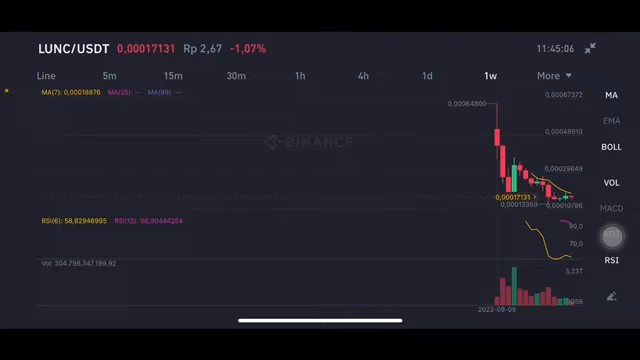 LUNC/USDT 0,00017131 Rp 2,67 -1,07% 11:45:06
Line 5m 15m 30m 1h 4h 1d 1w More
MA(7): 0,00018876 MA(25): -- MA(99): --
0,00067372
MA
0,00064800
EMA
0,00048510
BINANCE
BOLL
0,00029649
VOL
0,00017131
0,00013359
0,00010786
MACD
RSI(6): 58,82946995 RSI(12): 96,90444254
90,0
70,0
RSI
Vol: 304.798.347.199,92
3,23T
2022-09-05